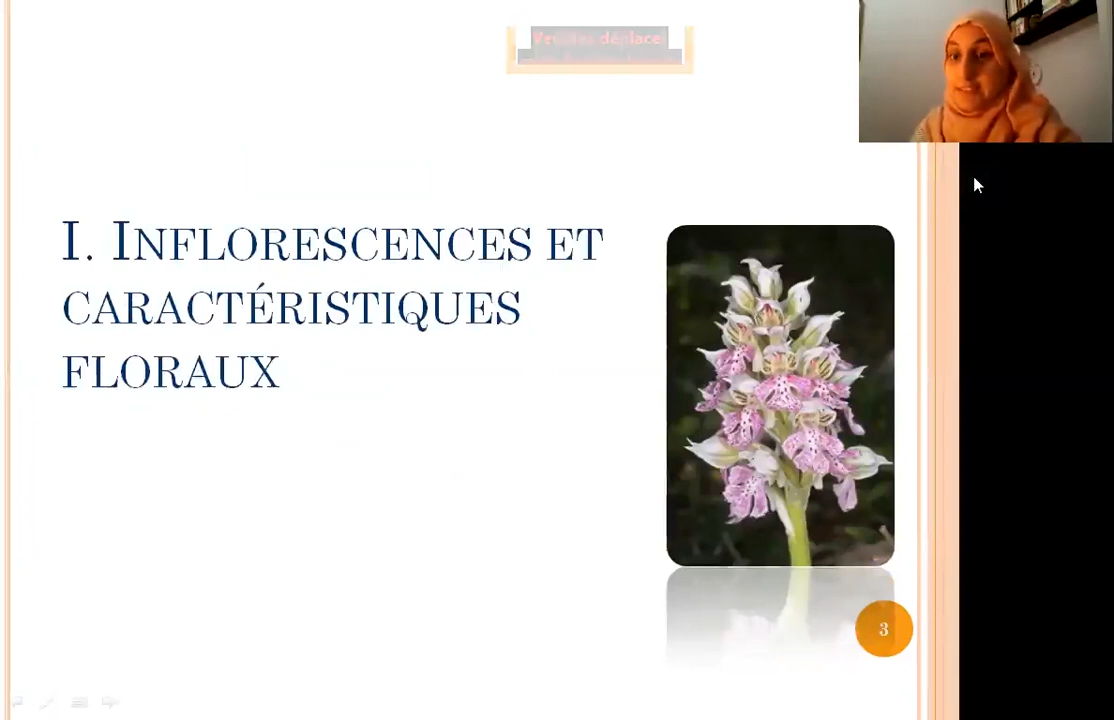 Veuillez déplacer
I. INFLORESCENCES ET
CARACTÉRISTIQUES
FLORAUX
3